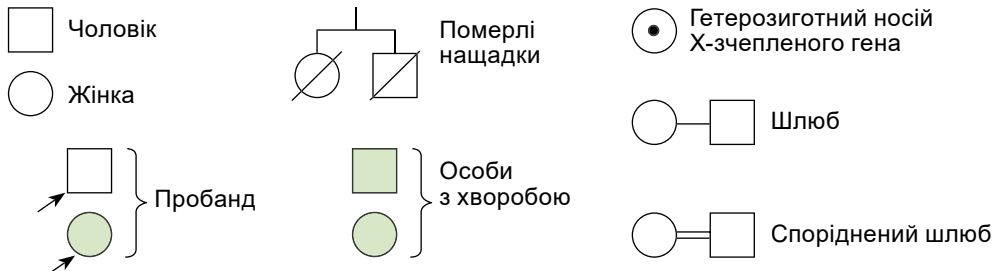 Чоловік
Жінка
Пробанд
Померлі
нащадки
Особи
з хворобою
Гетерозиготний носій
Х-зчепленого гена
Шлюб
Споріднений шлюб